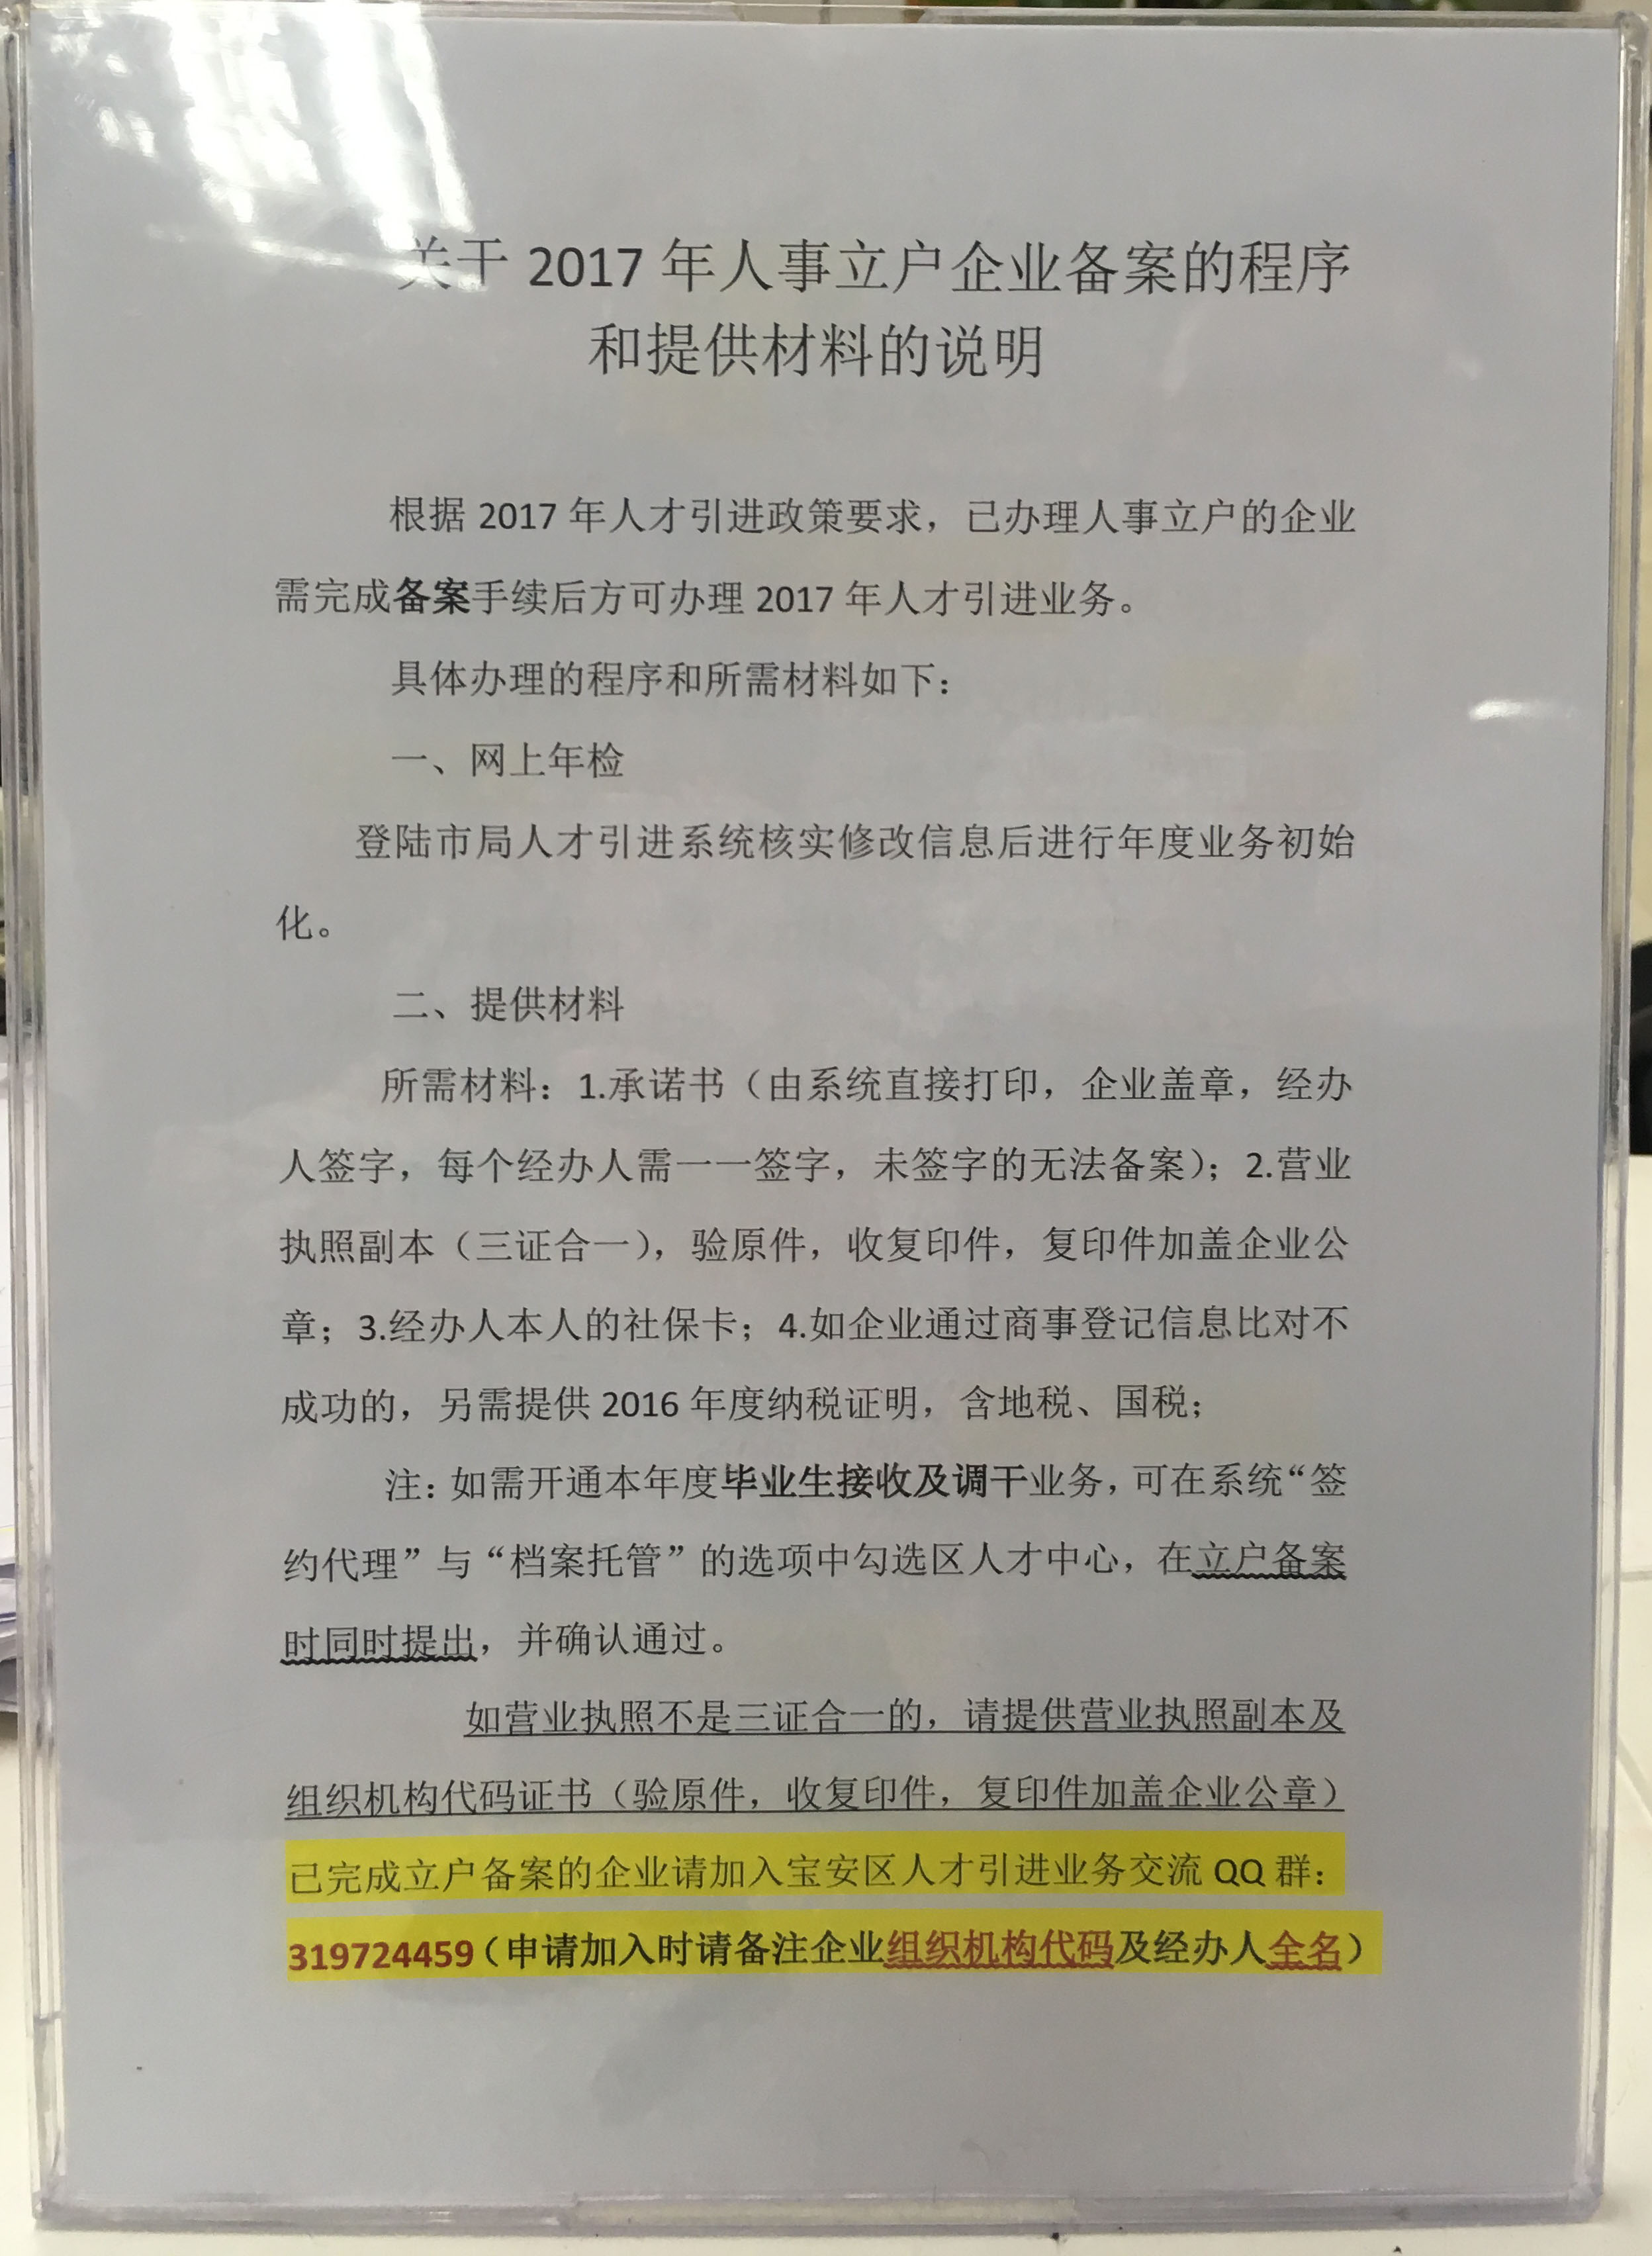 关于 2017 年人事立户企业备案的程序
和提供材料的说明
根据 2017 年人才引进政策要求，已办理人事立户的企业
需完成备案手续后方可办理 2017 年人才引进业务。
具体办理的程序和所需材料如下：
一、网上年检
登陆市局人才引进系统核实修改信息后进行年度业务初始
化。
二、提供材料
所需材料：1.承诺书（由系统直接打印，企业盖章，经办
人签字，每个经办人需一一签字，未签字的无法备案）；2.营业
执照副本（三证合一），验原件，收复印件，复印件加盖企业公
章；3.经办人本人的社保卡；4.如企业通过商事登记信息比对不
成功的，另需提供 2016 年度纳税证明，含地税、国税；
注：如需开通本年度毕业生接收及调干业务，可在系统“签
约代理”与“档案托管”的选项中勾选区人才中心，在立户备案
时同时提出，并确认通过。
如营业执照不是三证合一的，请提供营业执照副本及
组织机构代码证书（验原件，收复印件，复印件加盖企业公章）
已完成立户备案的企业请加入宝安区人才引进业务交流 QQ 群：
319724459（申请加入时请备注企业组织机构代码及经办人全名）